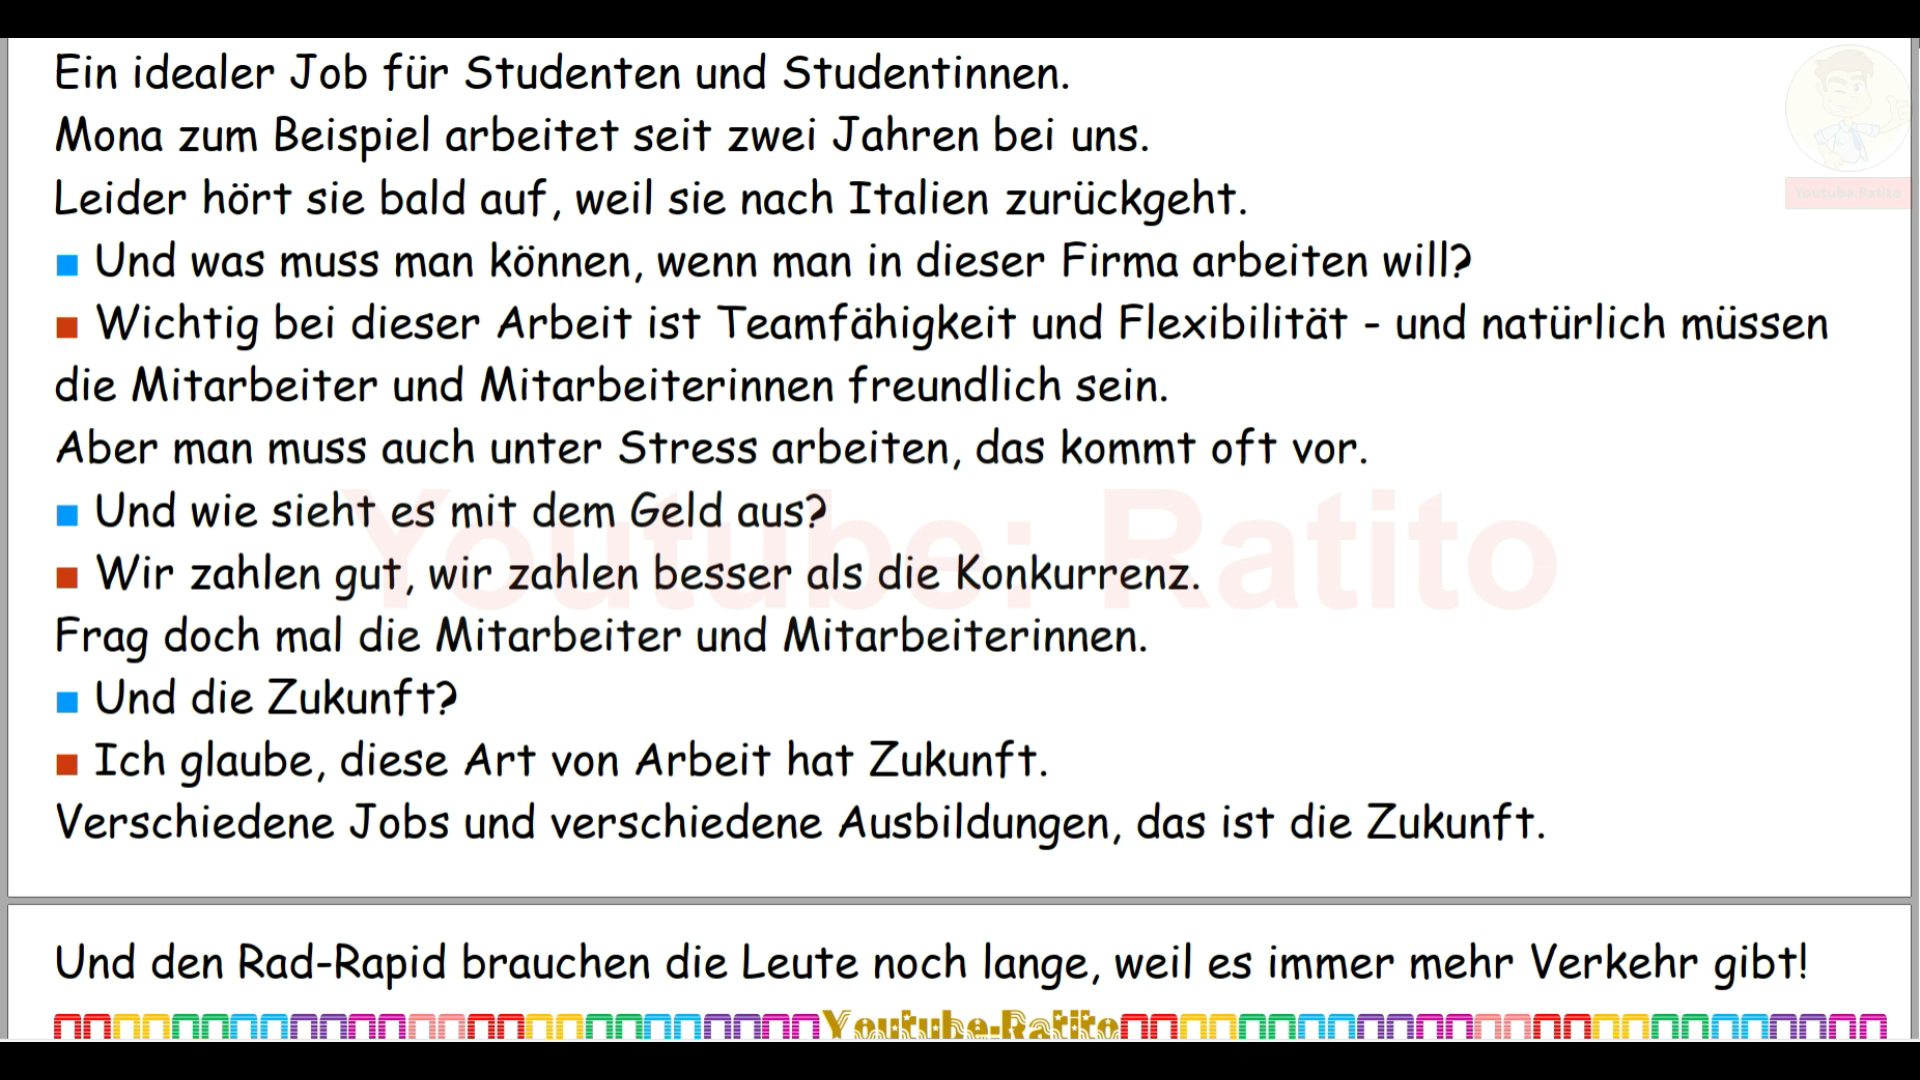 Ein idealer Job für Studenten und Studentinnen.
Youtube:Ratito
Mona zum Beispiel arbeitet seit zwei Jahren bei uns.
Leider hört sie bald auf, weil sie nach Italien zurückgeht.
■ Und was muss man können, wenn man in dieser Firma arbeiten will?
■ Wichtig bei dieser Arbeit ist Teamfähigkeit und Flexibilität - und natürlich müssen
die Mitarbeiter und Mitarbeiterinnen freundlich sein.
Aber man muss auch unter Stress arbeiten, das kommt oft vor.
■ Und wie sieht es mit dem Geld aus?
Youtube: Ratito
■ Wir zahlen gut, wir zahlen besser als die Konkurrenz.
Frag doch mal die Mitarbeiter und Mitarbeiterinnen.
■ Und die Zukunft?
■ Ich glaube, diese Art von Arbeit hat Zukunft.
Verschiedene Jobs und verschiedene Ausbildungen, das ist die Zukunft.
Und den Rad-Rapid brauchen die Leute noch lange, weil es immer mehr Verkehr gibt!
Youtube:Ratito